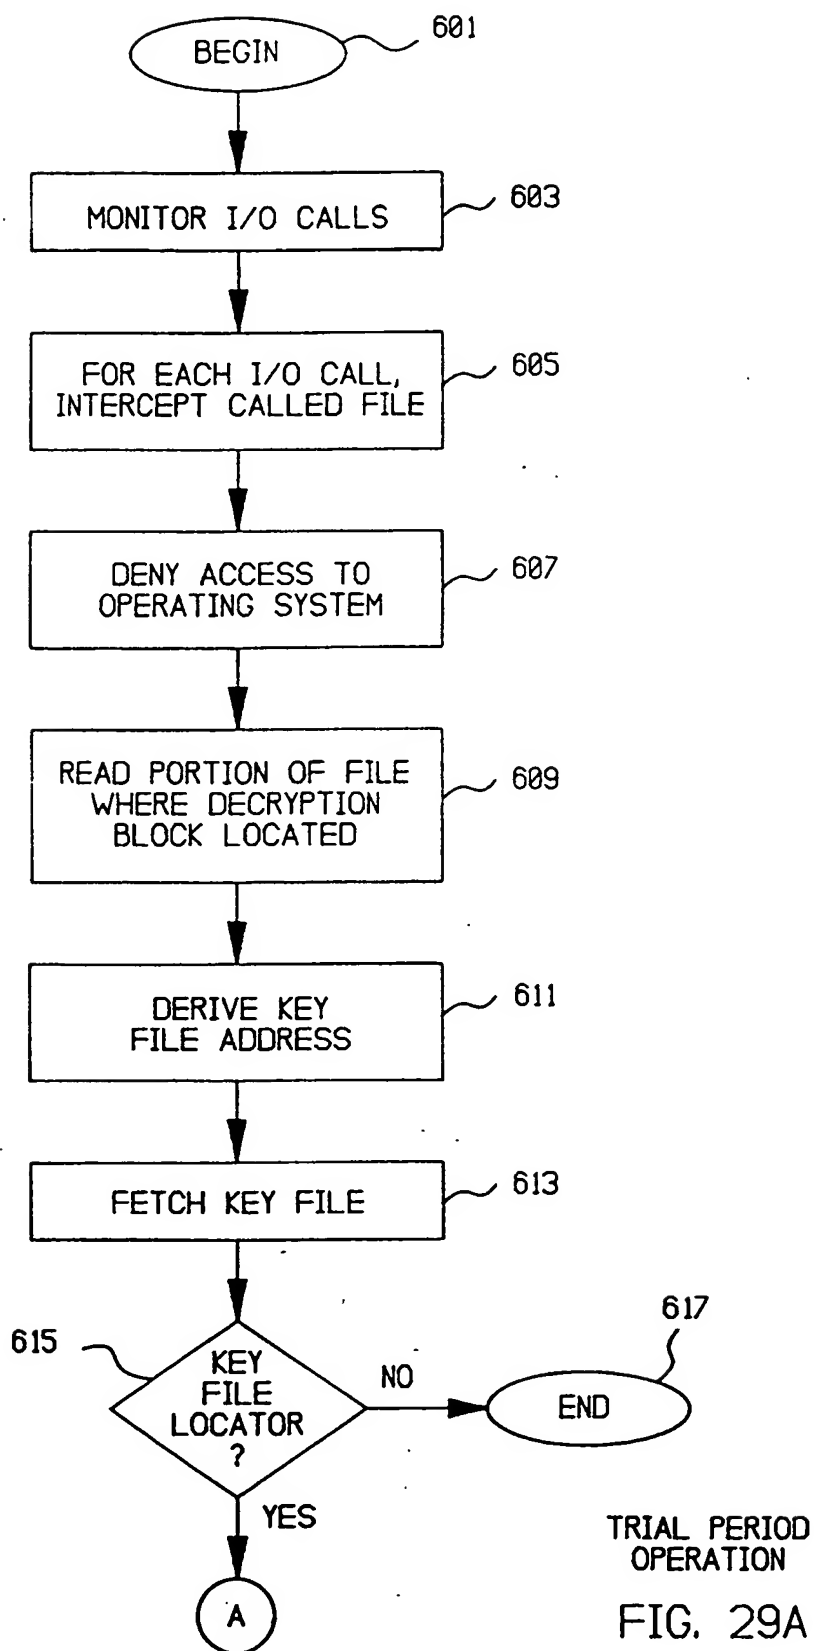 BEGIN
601
MONITOR I/O CALLS
603
FOR EACH I/O CALL,
INTERCEPT CALLED FILE
605
DENY ACCESS TO
OPERATING SYSTEM
607
READ PORTION OF FILE
WHERE DECRYPTION
BLOCK LOCATED
609
DERIVE KEY
FILE ADDRESS
611
FETCH KEY FILE
613
615
KEY
FILE
LOCATOR
?
NO
617
END
YES
A
TRIAL PERIOD
OPERATION
FIG. 29A